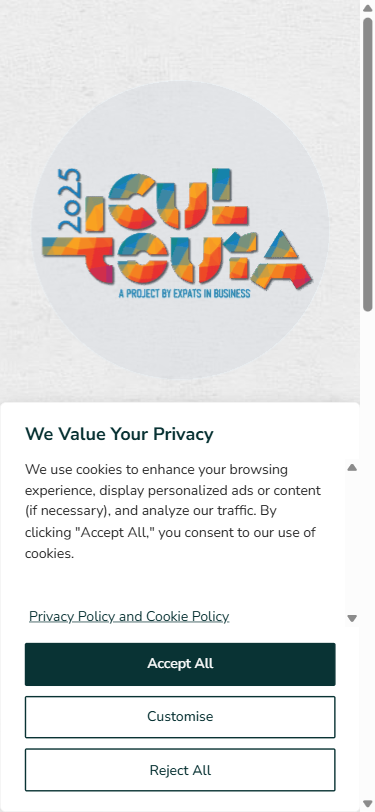 2025
ICUL
TOURA
A PROJECT BY EXPATS IN BUSINESS
We Value Your Privacy
We use cookies to enhance your browsing
experience, display personalized ads or content
(if necessary), and analyze our traffic. By
clicking "Accept All," you consent to our use of
cookies.
Privacy Policy and Cookie Policy
Accept All
Customise
Reject All